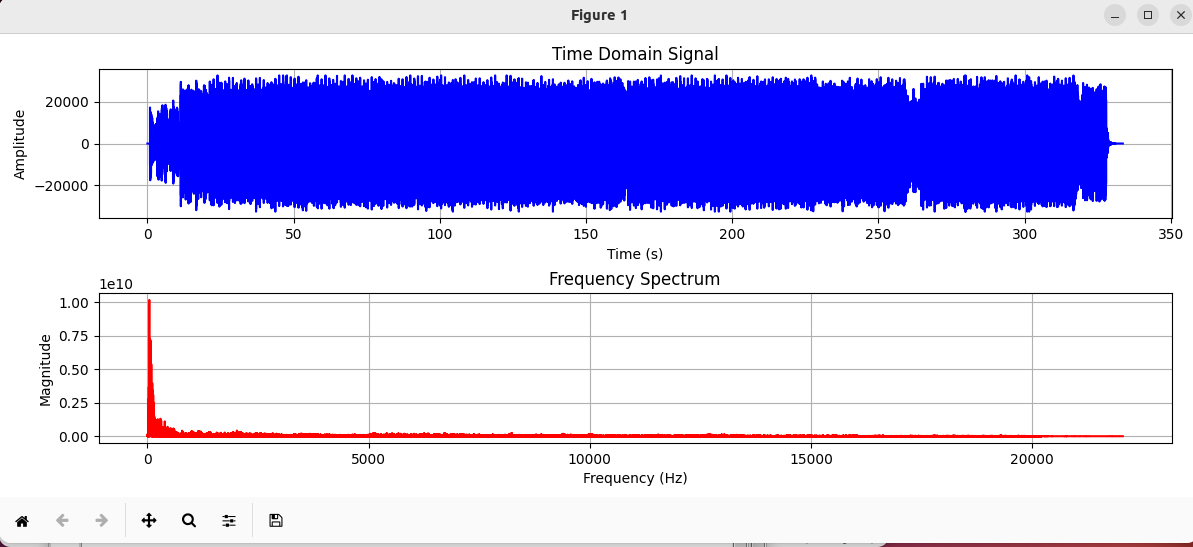 Figure 1
Time Domain Signal
20000
0
−20000
Amplitude
0 50 100 150 200 250 300 350
Time (s)
Frequency Spectrum
1e10
1.00
0.75
0.50
0.25
0.00
Magnitude
0 5000 10000 15000 20000
Frequency (Hz)